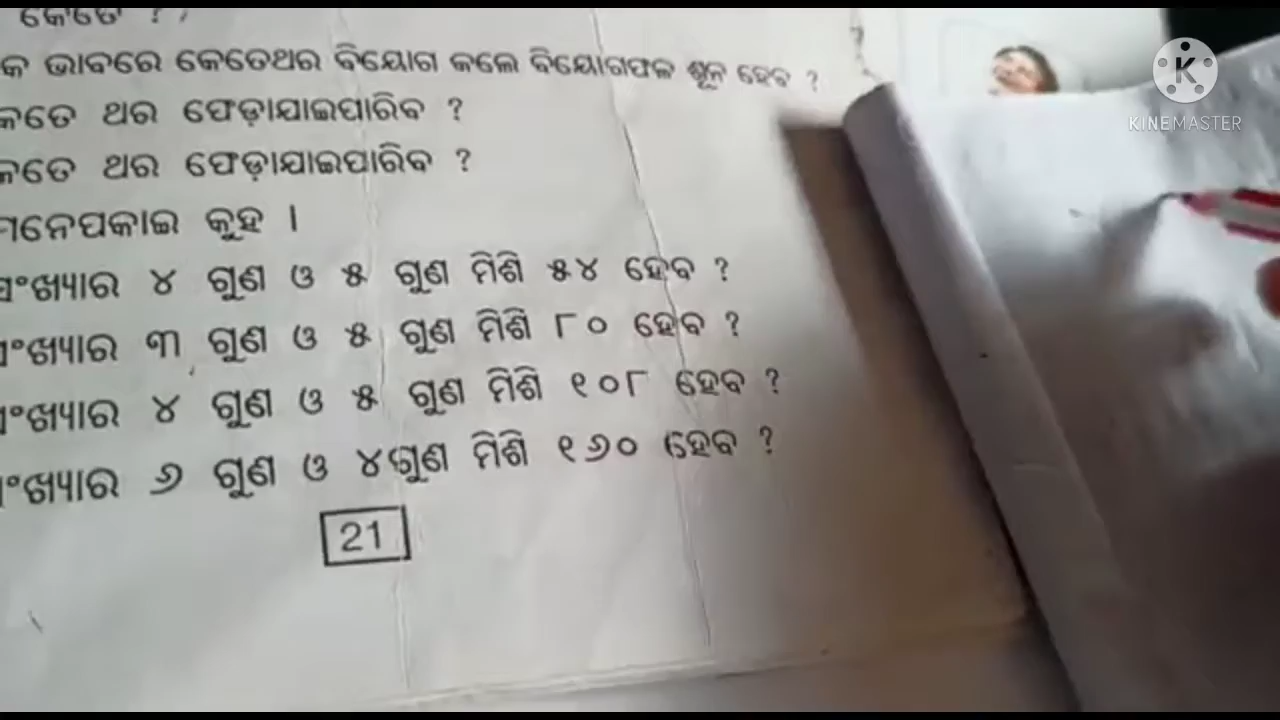 କେତେ ? /
କ ଭାବରେ କେତେଥର ବିୟୋଗ କଲେ ବିୟୋଗଫଳ ଶୂନ ହେବ ?
କତେ ଥର ଫେଡ଼ାଯାଇପାରିବ ?
କତେ ଥର ଫେଡ଼ାଯାଇପାରିବ ?
ମନେପକାଇ କୁହ ।
ସଂଖ୍ୟାର ୪ ଗୁଣ ଓ ୫ ଗୁଣ ମିଶି ୫୪ ହେବ ?
ସଂଖ୍ୟାର ୩ ଗୁଣ ଓ ୫ ଗୁଣ ମିଶି ୮୦ ହେବ ?
ସଂଖ୍ୟାର ୪ ଗୁଣ ଓ ୫ ଗୁଣ ମିଶି ୧୦୮ ହେବ ?
ସଂଖ୍ୟାର ୬ ଗୁଣ ଓ ୪ଗୁଣ ମିଶି ୧୬୦ ହେବ ?
21
K
KINEMASTER